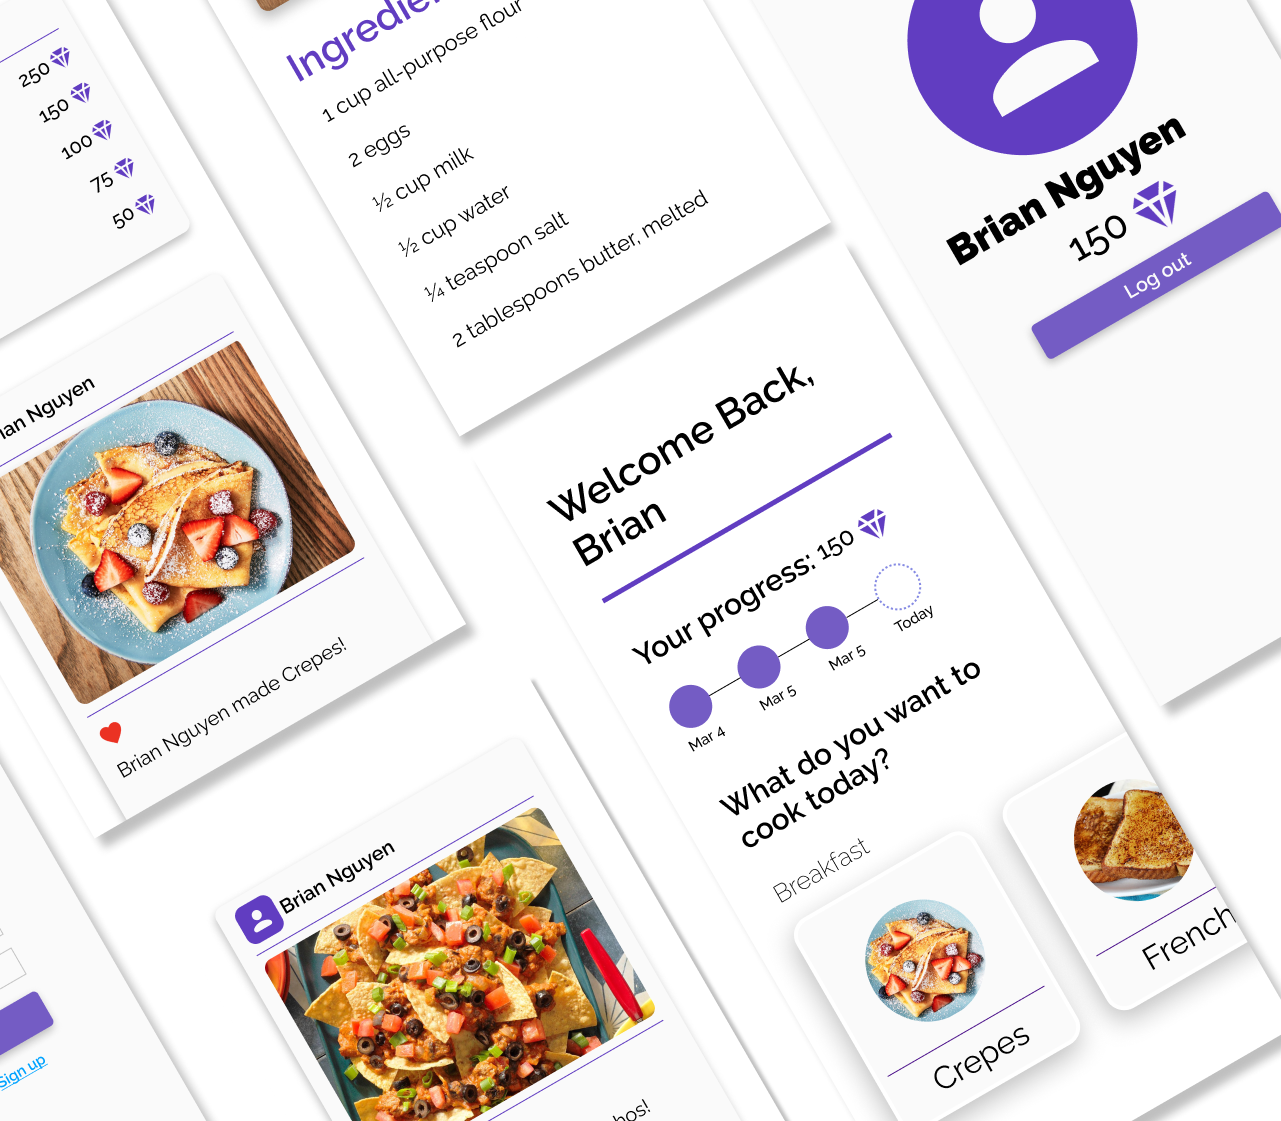 250
150
100
75
50
Ingredie
1 cup all-purpose flour
2 eggs
½ cup milk
½ cup water
¼ teaspoon salt
2 tablespoons butter, melted
Brian Nguyen
150
Log out
ian Nguyen
Brian Nguyen made Crepes!
Welcome Back,
Brian
Your progress: 150
Mar 4
Mar 5
Mar 5
Today
What do you want to
cook today?
Breakfast
Crepes
French
Brian Nguyen
hos!
Sign up